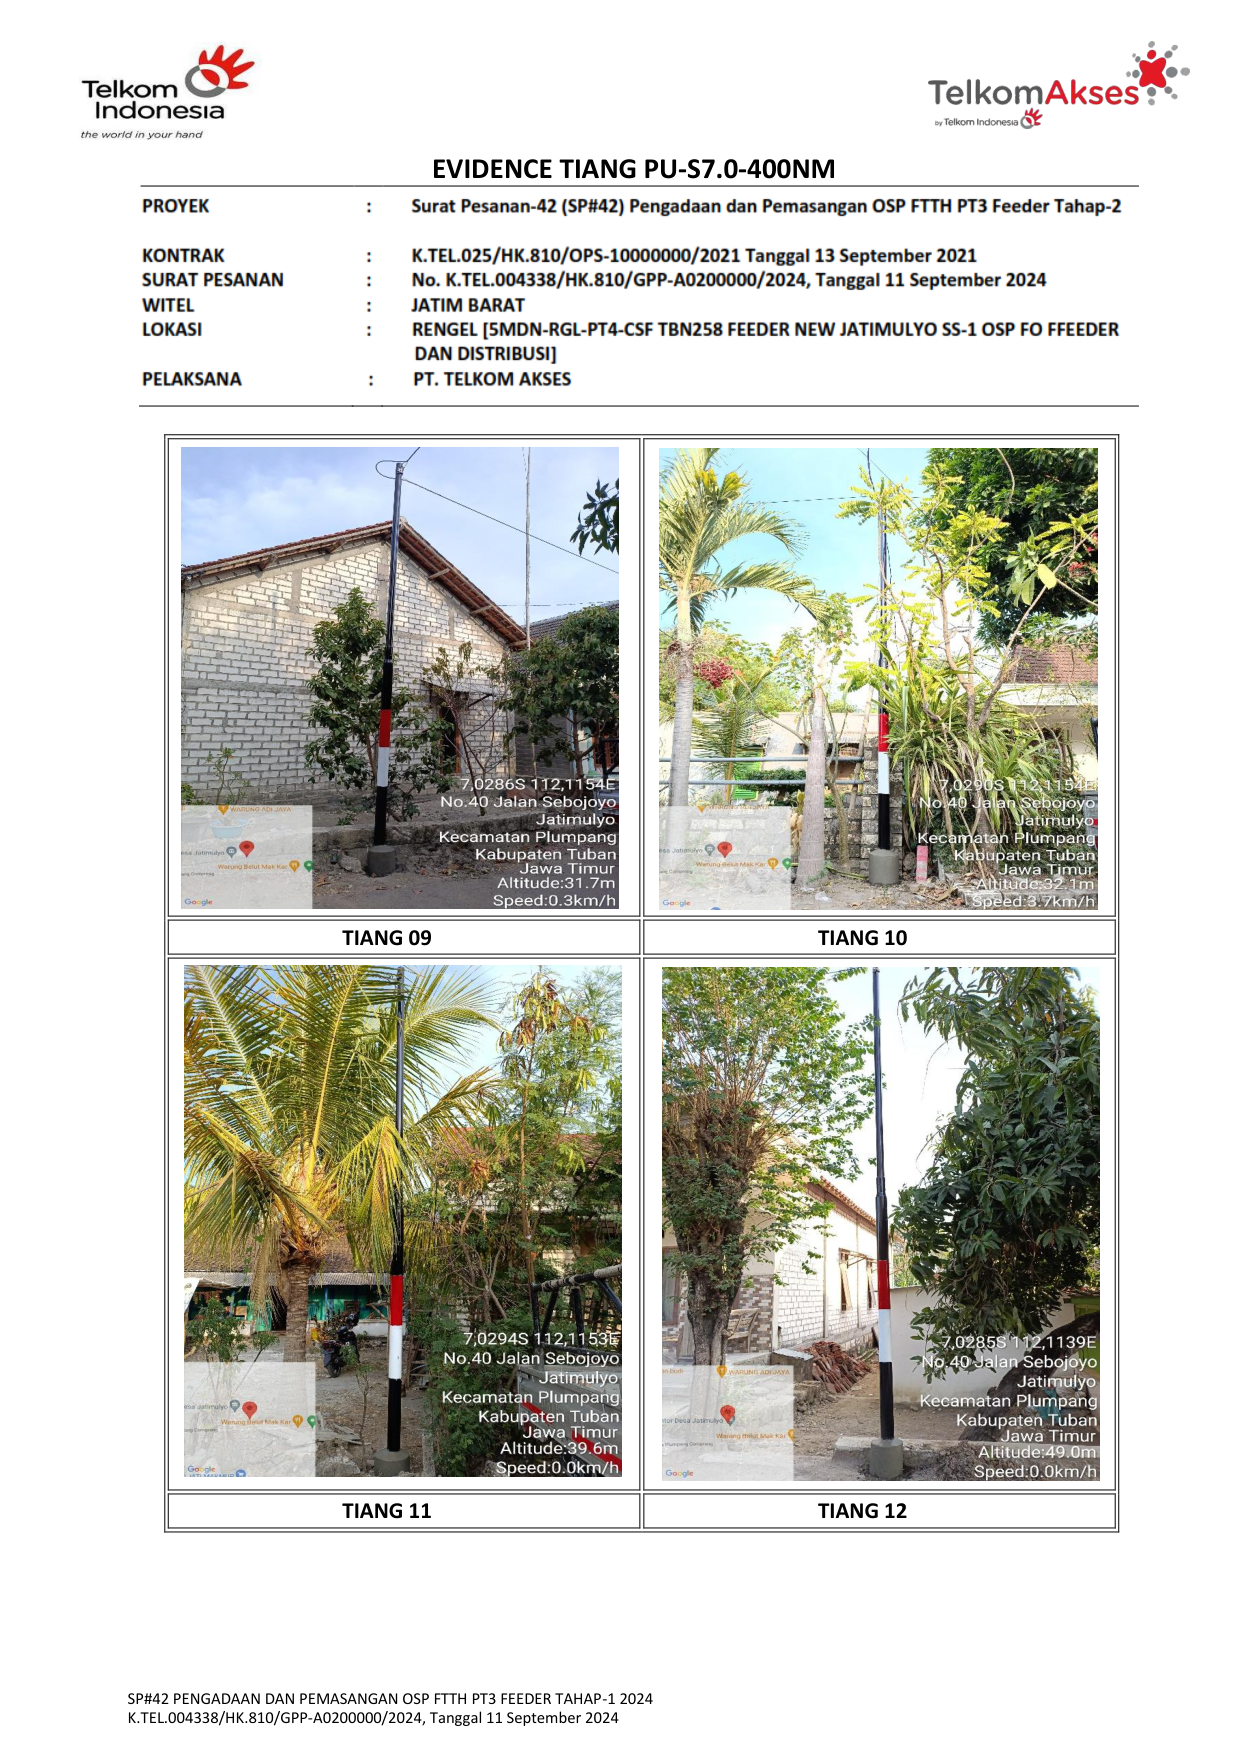 Telkom
Indonesia
the world in your hand
TelkomAkses
by Telkom Indonesia
EVIDENCE TIANG PU-S7.0-400NM
PROYEK : Surat Pesanan-42 (SP#42) Pengadaan dan Pemasangan OSP FTTH PT3 Feeder Tahap-2
KONTRAK : K.TEL.025/HK.810/OPS-10000000/2021 Tanggal 13 September 2021
SURAT PESANAN : No. K.TEL.004338/HK.810/GPP-A0200000/2024, Tanggal 11 September 2024
WITEL : JATIM BARAT
LOKASI : RENGEL [5MDN-RGL-PT4-CSF TBN258 FEEDER NEW JATIMULYO SS-1 OSP FO FFEEDER
DAN DISTRIBUSI]
PELAKSANA : PT. TELKOM AKSES
7,0286S 112,1154E
No.40 Jalan Sebojoyo
Jatimulyo
Kecamatan Plumpang
Kabupaten Tuban
Jawa Timur
Altitude:31.7m
Speed:0.3km/h
WARUNG ADIJAYA
Warung Belut Mak Kar
Google
7,0290S 112,1154E
No.40 Jalan Sebojoyo
Jatimulyo
Kecamatan Plumpang
Kabupaten Tuban
Jawa Timur
Altitude:32.1m
Speed:3.7km/h
Warung Belut Mak Kar
Google
TIANG 09
TIANG 10
7,0294S 112,1153E
No.40 Jalan Sebojoyo
Jatimulyo
Kecamatan Plumpang
Kabupaten Tuban
Jawa Timur
Altitude:39.6m
Speed:0.0km/h
Warung Belut Mak Kar
Google
7,0285S 112,1139E
No.40 Jalan Sebojoyo
Jatimulyo
Kecamatan Plumpang
Kabupaten Tuban
Jawa Timur
Altitude:49.0m
Speed:0.0km/h
WARUNG ADIJAYA
Desa Jatimulyo
Warung Belut Mak Kar
Google
TIANG 11
TIANG 12
SP#42 PENGADAAN DAN PEMASANGAN OSP FTTH PT3 FEEDER TAHAP-1 2024
K.TEL.004338/HK.810/GPP-A0200000/2024, Tanggal 11 September 2024